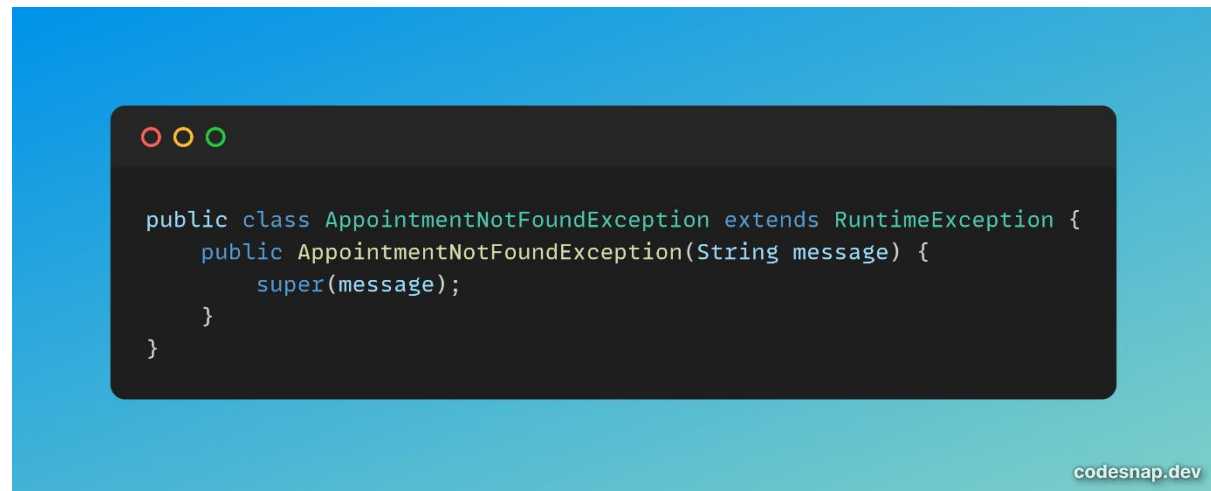 public class AppointmentNotFoundException extends RuntimeException {
    public AppointmentNotFoundException(String message) {
        super(message);
    }
}
codesnap.dev